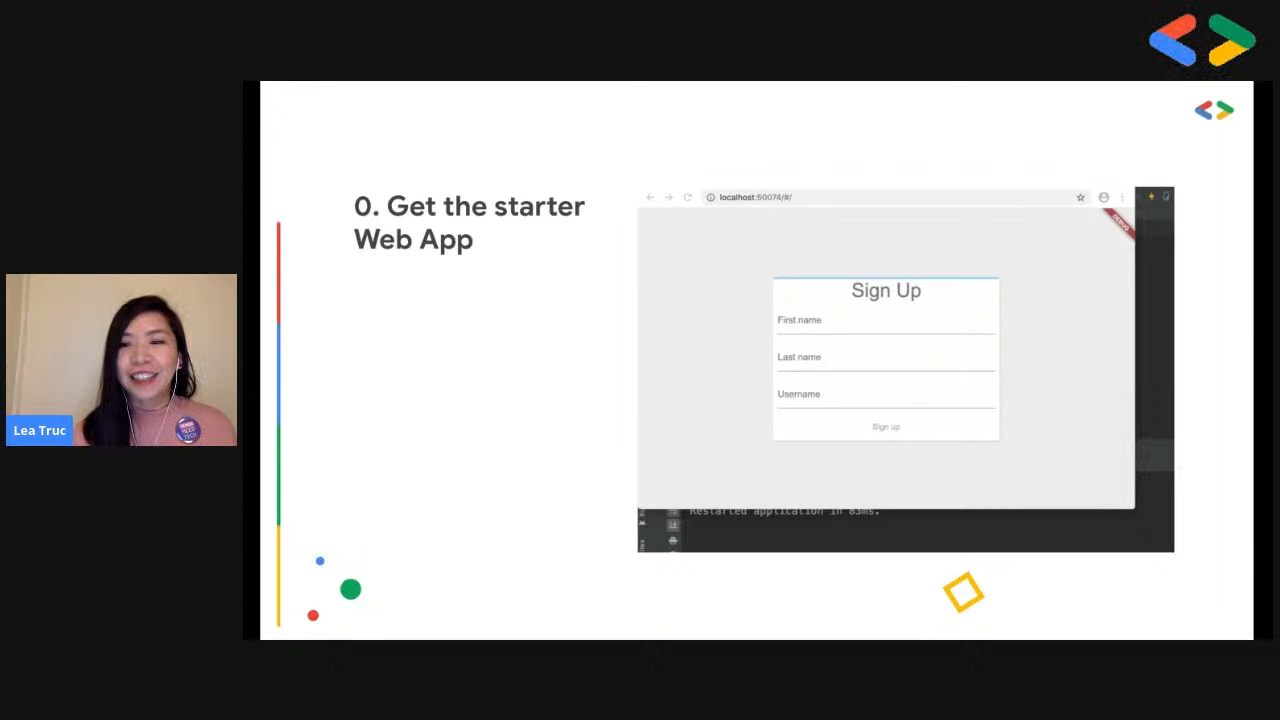 0. Get the starter
Web App
localhost:50074/#/
DEBUG
Sign Up
First name
Last name
Username
Sign up
Restarted application in 83ms.
Lea Truc